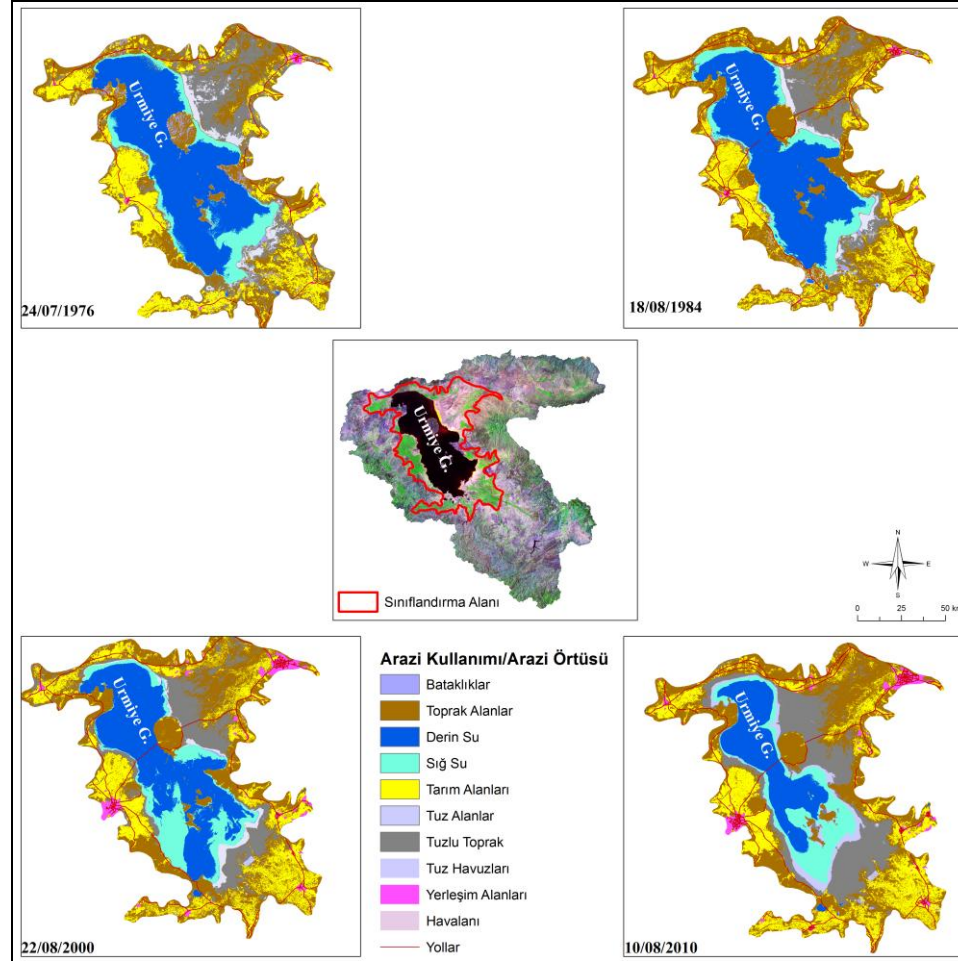 Urmiye G.
24/07/1976
Urmiye G.
18/08/1984
Urmiye G.
Sınıflandırma Alanı
N
W
E
S
0 25 50 km
Urmiye G.
22/08/2000
Arazi Kullanımı/Arazi Örtüsü
Bataklıklar
Toprak Alanlar
Derin Su
Sığ Su
Tarım Alanları
Tuz Alanlar
Tuzlu Toprak
Tuz Havuzları
Yerleşim Alanları
Havalanı
Yollar
Urmiye G.
10/08/2010